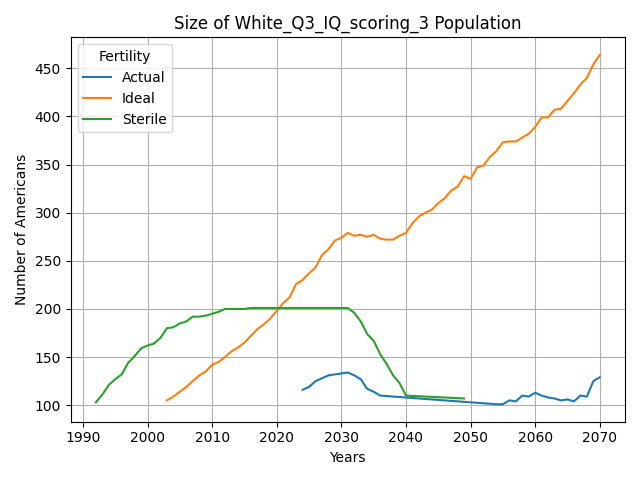 Size of White_Q3_IQ_scoring_3 Population
Fertility
Actual
Ideal
Sterile
Number of Americans
450
400
350
300
250
200
150
100
1990
2000
2010
2020
2030
2040
2050
2060
2070
Years